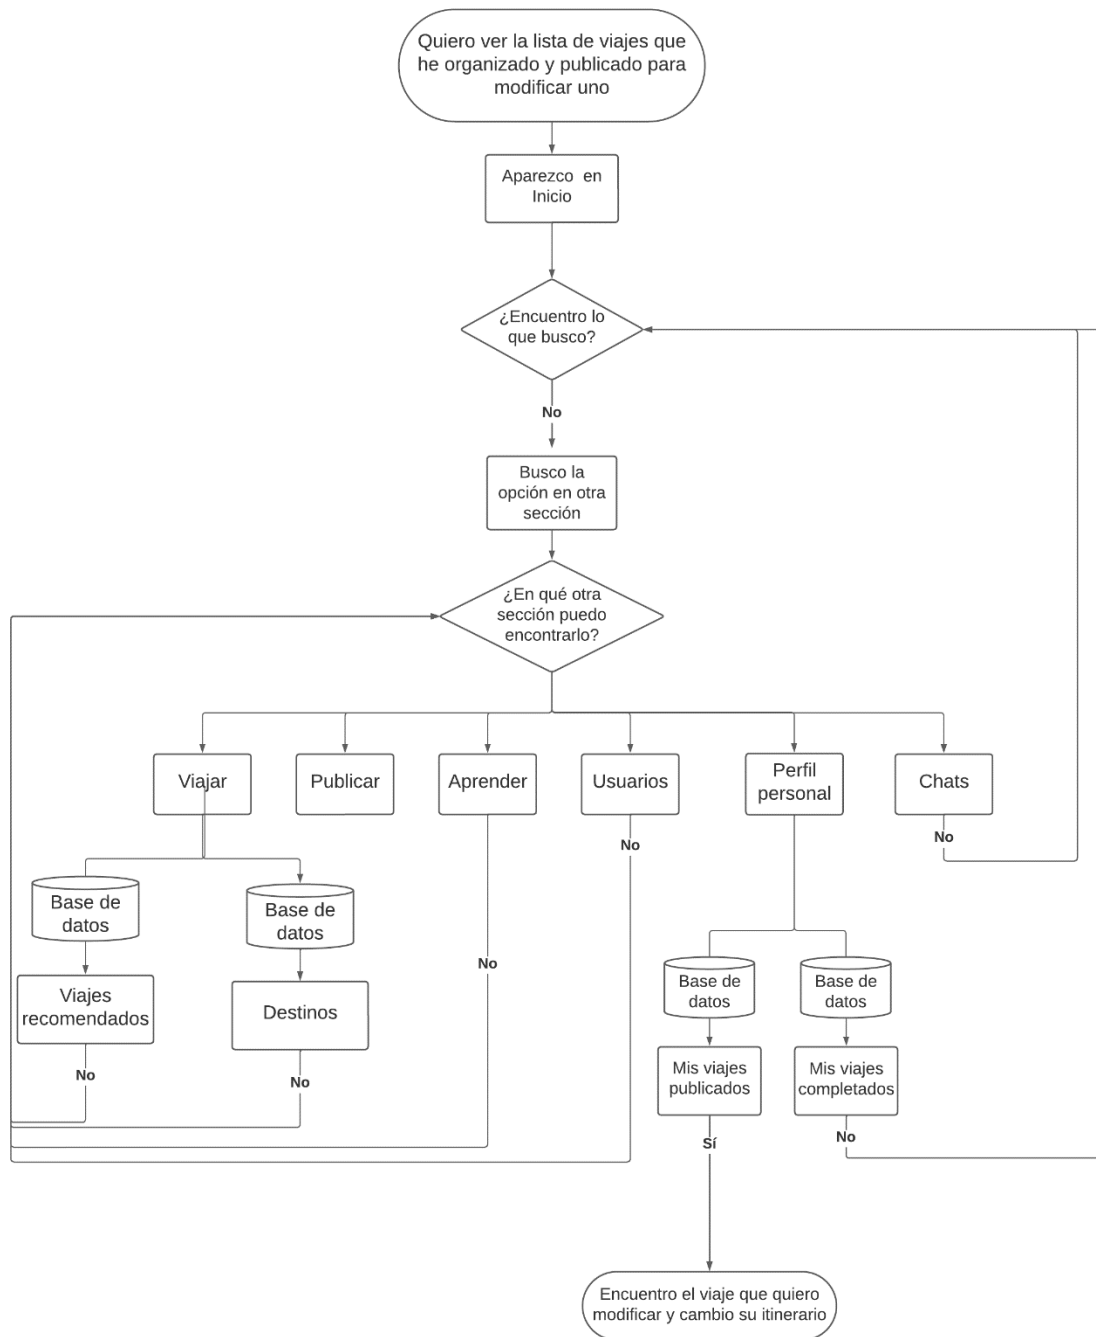 Quiero ver la lista de viajes que
he organizado y publicado para
modificar uno
Aparezco en
Inicio
¿Encuentro lo
que busco?
No
Busco la
opción en otra
sección
¿En qué otra
sección puedo
encontrarlo?
Viajar
Publicar
Aprender
Usuarios
Perfil
personal
Chats
No
No
Base de
datos
Base de
datos
No
Base de
datos
Base de
datos
Viajes
recomendados
Destinos
Mis viajes
publicados
Mis viajes
completados
No
No
Sí
No
Encuentro el viaje que quiero
modificar y cambio su itinerario